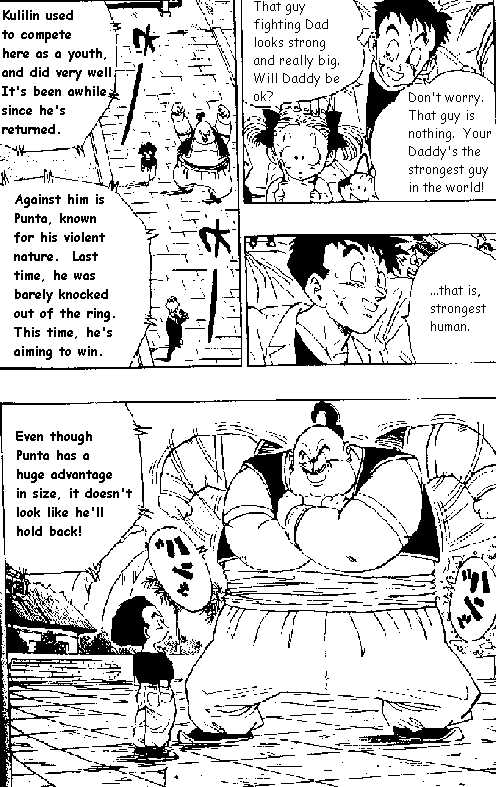 Kulilin used
to compete
here as a youth,
and did very well.
It's been awhile
since he's
returned.
That guy
fighting Dad
looks strong
and really big.
Will Daddy be
ok?
Don't worry.
That guy is
nothing. Your
Daddy's the
strongest guy
in the world!
Against him is
Punta, known
for his violent
nature. Last
time, he was
barely knocked
out of the ring.
This time, he's
aiming to win.
...that is,
strongest
human.
Even though
Punta has a
huge advantage
in size, it doesn't
look like he'll
hold back!